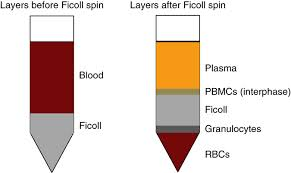 Layers before Ficoll spin
Layers after Ficoll spin
Blood
Ficoll
Plasma
PBMCs (interphase)
Ficoll
Granulocytes
RBCs